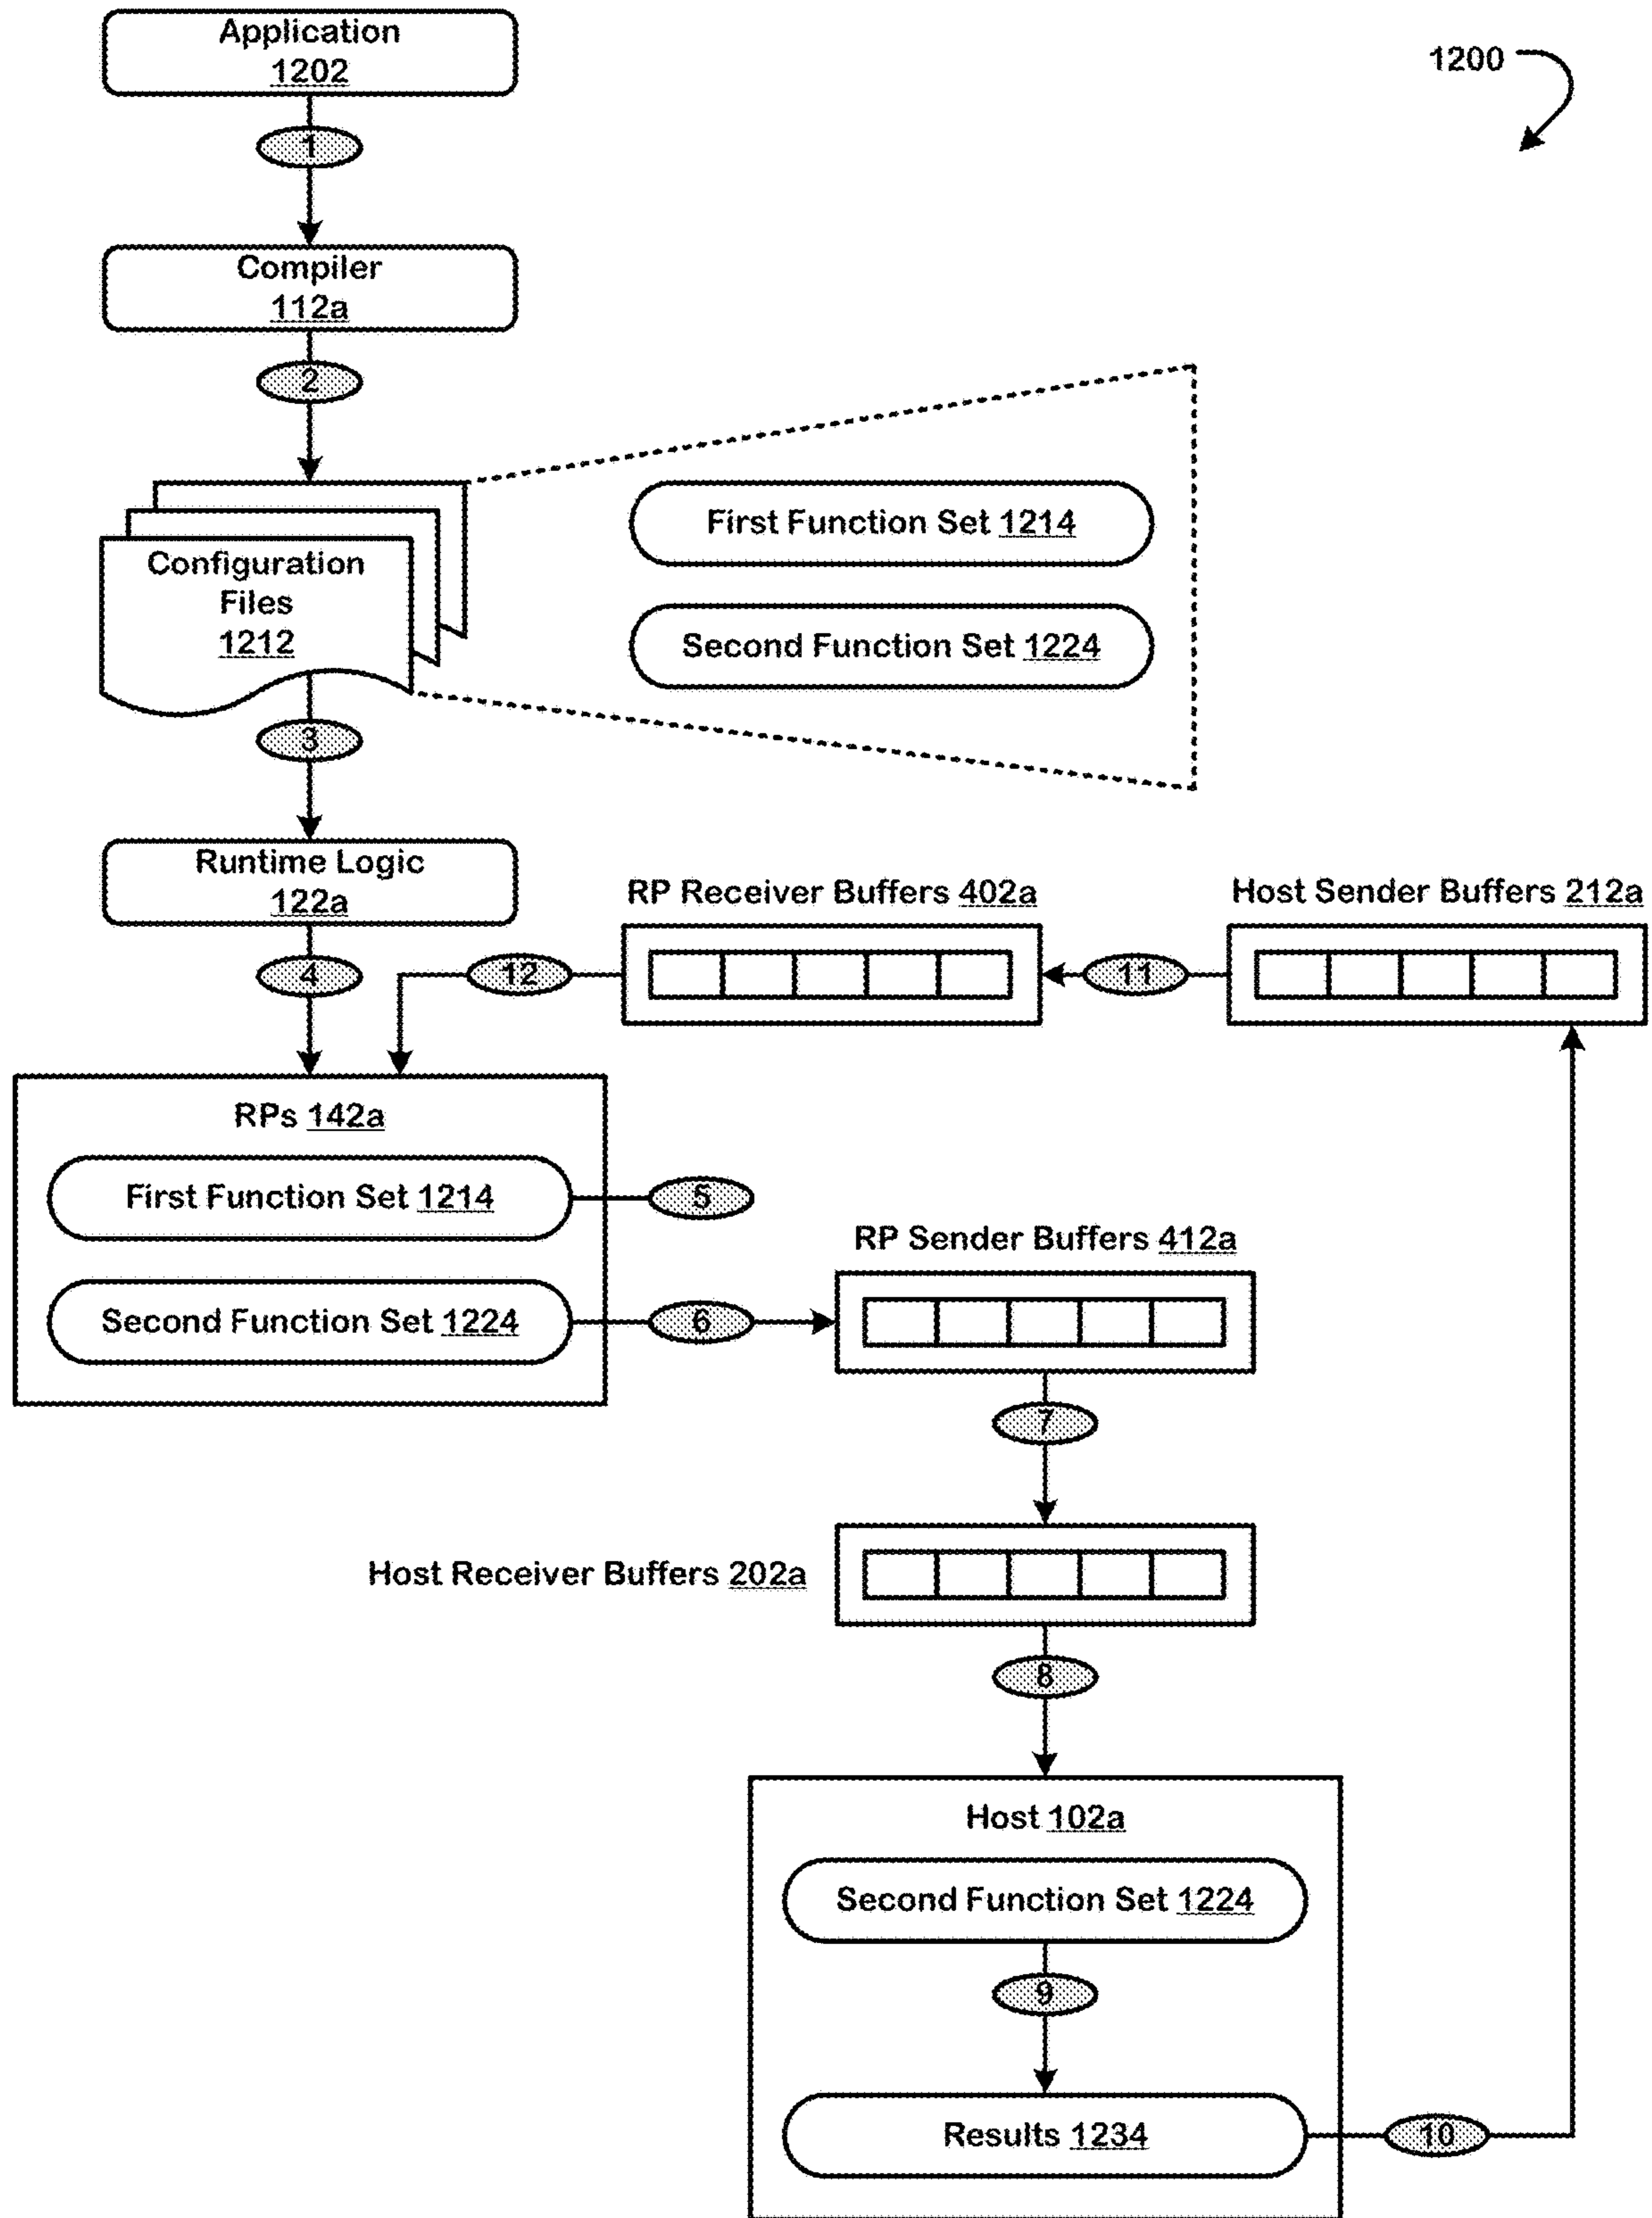 Application
1202
1200
1
Compiler
112a
2
First Function Set 1214
Configuration
Files
1212
Second Function Set 1224
3
Runtime Logic
122a
RP Receiver Buffers 402a
Host Sender Buffers 212a
4
12
11
RPs 142a
First Function Set 1214
5
RP Sender Buffers 412a
Second Function Set 1224
6
7
Host Receiver Buffers 202a
8
Host 102a
Second Function Set 1224
9
Results 1234
10